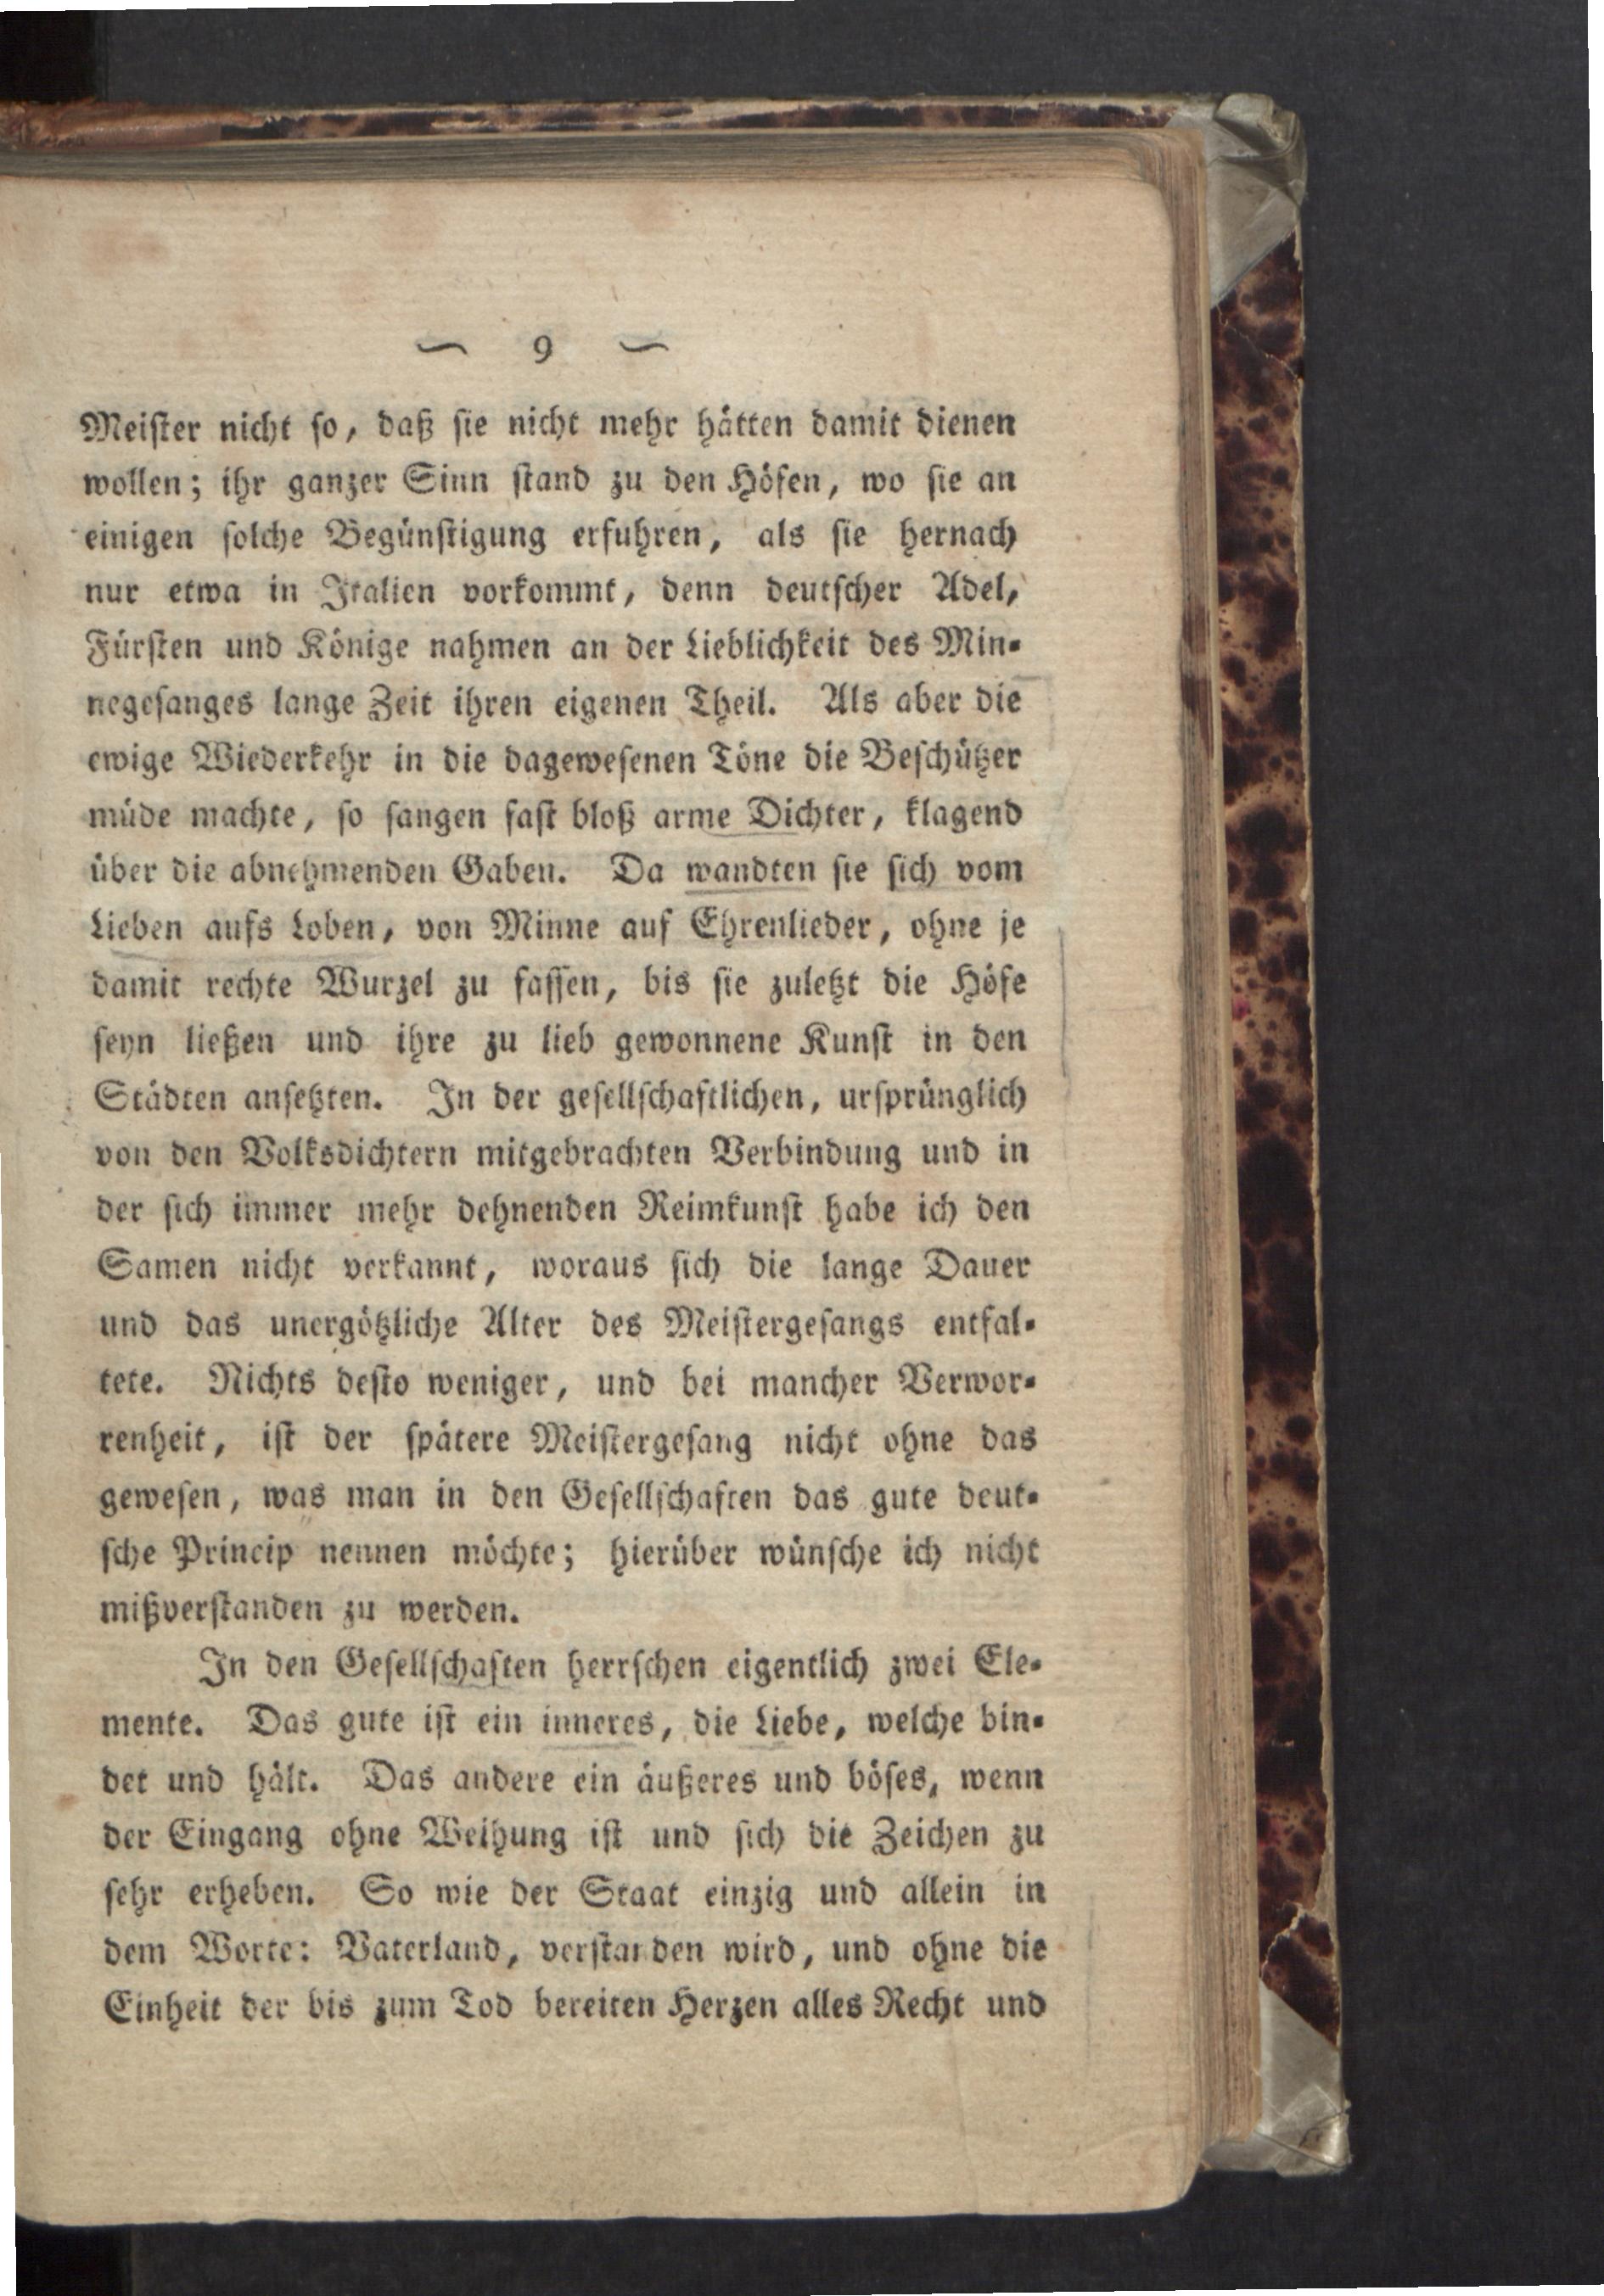 — 9 —
Meister nicht so, daß sie nicht mehr hätten damit dienen
wollen; ihr ganzer Sinn stand zu den Höfen, wo sie an
einigen solche Begünstigung erfuhren, als sie hernach
nur etwa in Italien vorkommt, denn deutscher Adel,
Fürsten und Könige nahmen an der Lieblichkeit des Min-
negesanges lange Zeit ihren eigenen Theil. Als aber die
ewige Wiederkehr in die dagewesenen Töne die Beschützer
müde machte, so sangen fast bloß arme Dichter, klagend
über die abnehmenden Gaben. Da wandten sie sich vom
Lieben aufs Loben, von Minne auf Ehrenlieder, ohne je
damit rechte Wurzel zu fassen, bis sie zuletzt die Höfe
seyn ließen und ihre zu lieb gewonnene Kunst in den
Städten ansetzten. In der gesellschaftlichen, ursprünglich
von den Volksdichtern mitgebrachten Verbindung und in
der sich immer mehr dehnenden Reimkunst habe ich den
Samen nicht verkannt, woraus sich die lange Dauer
und das unergötzliche Alter des Meistergesangs entfal-
tete. Nichts desto weniger, und bei mancher Verwor-
renheit, ist der spätere Meistergesang nicht ohne das
gewesen, was man in den Gesellschaften das gute deut-
sche Princip nennen möchte; hierüber wünsche ich nicht
mißverstanden zu werden.
In den Gesellschaften herrschen eigentlich zwei Ele-
mente. Das gute ist ein inneres, die Liebe, welche bin-
det und hält. Das andere ein äußeres und böses, wenn
der Eingang ohne Weihung ist und sich die Zeichen zu
sehr erheben. So wie der Staat einzig und allein in
dem Worte: Vaterland, verstanden wird, und ohne die
Einheit der bis zum Tod bereiten Herzen alles Recht und